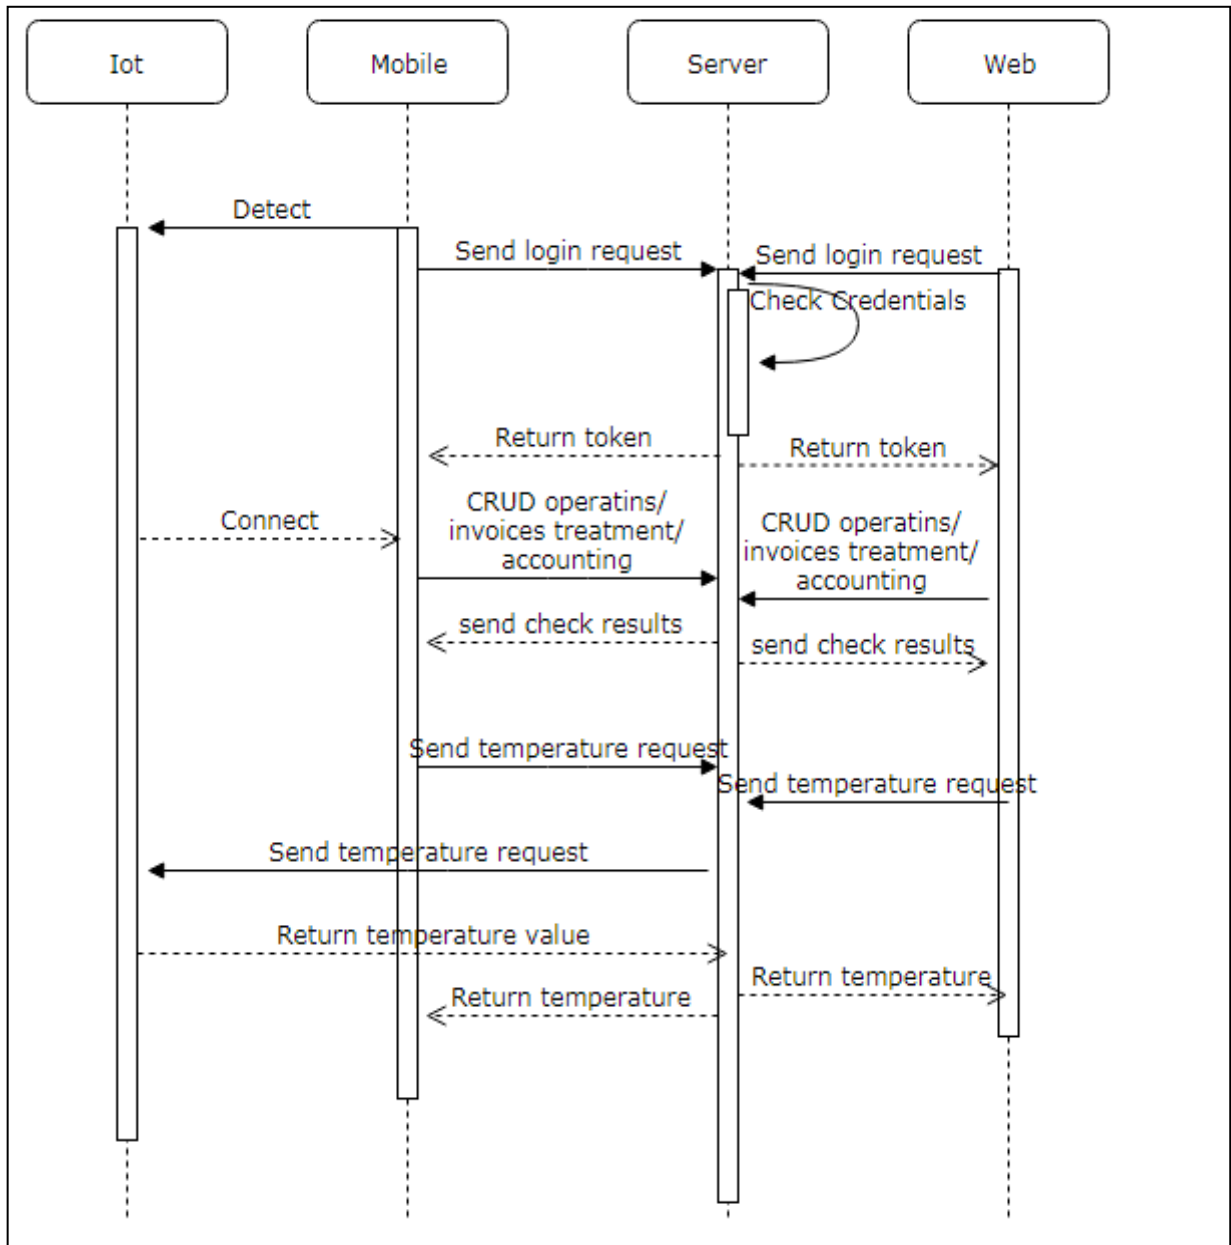 Iot
Mobile
Server
Web
Detect
Send login request
Send login request
Check Credentials
Return token
Return token
Connect
CRUD operatins/
invoices treatment/
accounting
CRUD operatins/
invoices treatment/
accounting
send check results
send check results
Send temperature request
Send temperature request
Send temperature request
Return temperature value
Return temperature
Return temperature